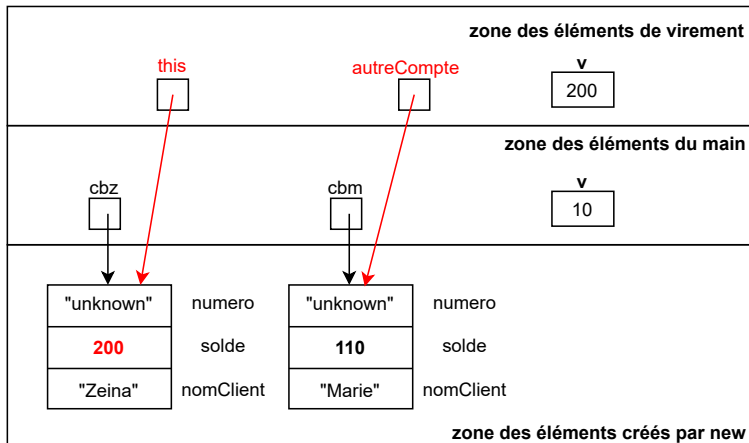 zone des éléments de virement
this
autreCompte
v
200
zone des éléments du main
cbz
cbm
v
10
"unknown" numero "unknown" numero
200 solde 110 solde
"Zeina" nomClient "Marie" nomClient
zone des éléments créés par new